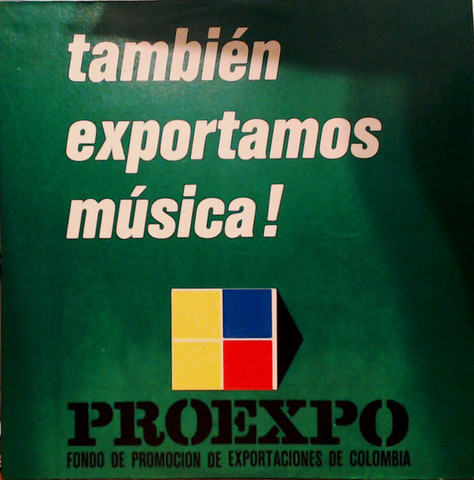 también
exportamos
música!
PROEXPO
FONDO DE PROMOCION DE EXPORTACIONES DE COLOMBIA